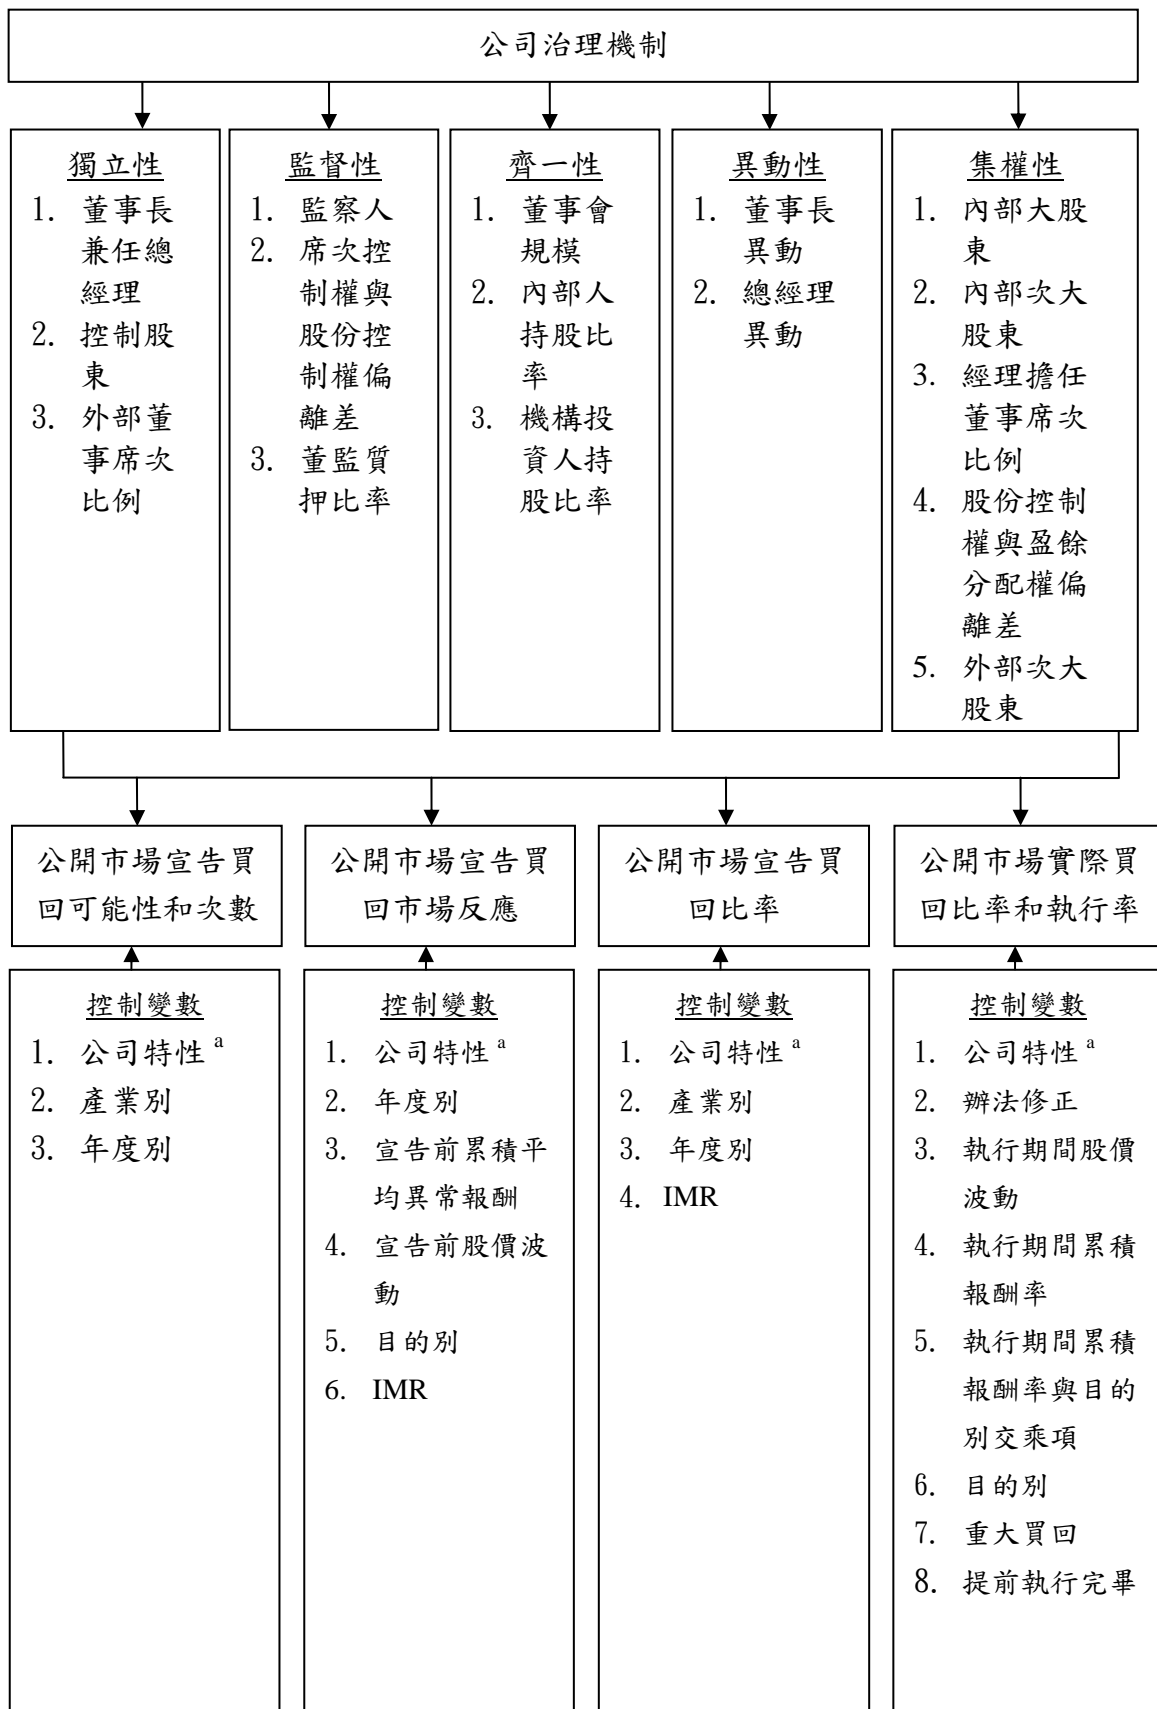 公司治理機制
獨立性
1. 董事長
兼任總
經理
2. 控制股
東
3. 外部董
事席次
比例
監督性
1. 監察人
2. 席次控
制權與
股份控
制權偏
離差
3. 董監質
押比率
齊一性
1. 董事會
規模
2. 內部人
持股比
率
3. 機構投
資人持
股比率
異動性
1. 董事長
異動
2. 總經理
異動
集權性
1. 內部大股
東
2. 內部次大
股東
3. 經理擔任
董事席次
比例
4. 股份控制
權與盈餘
分配權偏
離差
5. 外部次大
股東
公開市場宣告買
回可能性和次數
公開市場宣告買
回市場反應
公開市場宣告買
回比率
公開市場實際買
回比率和執行率
控制變數
1. 公司特性 a
2. 產業別
3. 年度別
控制變數
1. 公司特性 a
2. 年度別
3. 宣告前累積平
均異常報酬
4. 宣告前股價波
動
5. 目的別
6. IMR
控制變數
1. 公司特性 a
2. 產業別
3. 年度別
4. IMR
控制變數
1. 公司特性 a
2. 辦法修正
3. 執行期間股價
波動
4. 執行期間累積
報酬率
5. 執行期間累積
報酬率與目的
別交乘項
6. 目的別
7. 重大買回
8. 提前執行完畢